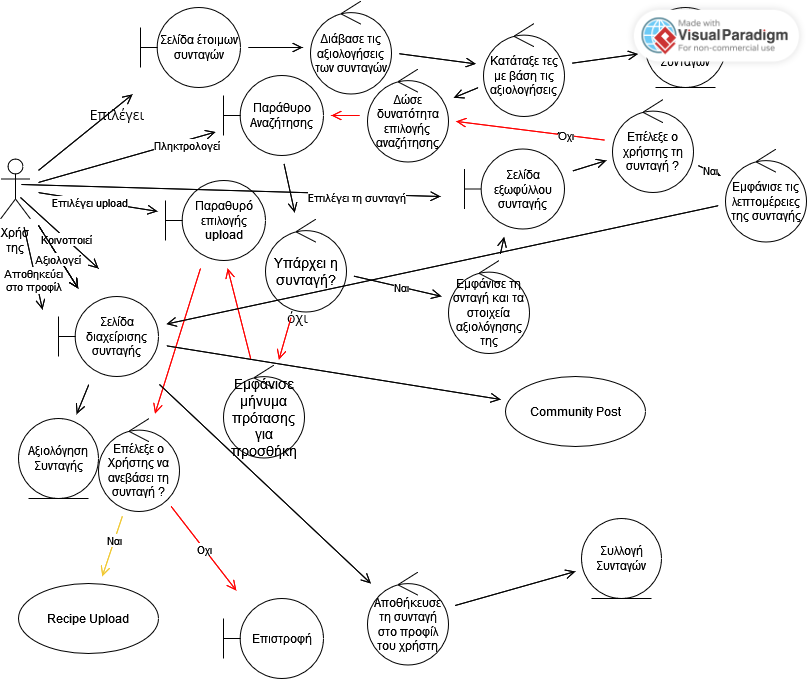 Made with
VisualParadigm
For non-commercial use
Σελίδα έτοιμων
συνταγών
Διάβασε τις
αξιολογήσεις
των συνταγών
Κατάταξε τες
με βάση τις
αξιολογήσεις
Συνταγών
Επιλέγει
Παράθυρο
Αναζήτησης
Δώσε
δυνατότητα
επιλογής
αναζήτησης
Όχι
Επέλεξε ο
χρήστης τη
συνταγή ?
Ναι
Πληκτρολογεί
Εμφάνισε τις
λεπτομέρειες
της συνταγής
Σελίδα
εξωφύλλου
συνταγής
Επιλέγει τη συνταγή
Επιλέγει upload
Παραθυρό
επιλογής
upload
Χρήσ
της
Κοινοποιεί
Αξιολογεί
Αποθηκεύει
στο προφίλ
Υπάρχει η
συνταγή?
Ναι
Εμφάνισε τη
σνταγή και τα
στοιχεία
αξιολόγησης
της
όχι
Σελίδα
διαχείρισης
συνταγής
Εμφάνισε
μήνυμα
πρότασης
για
προσθήκη
Community Post
Αξιολόγηση
Συνταγής
Επέλεξε ο
Χρήστης να
ανεβάσει τη
συνταγή ?
Ναι
Οχι
Συλλογή
Συνταγών
Recipe Upload
Επιστροφή
Αποθήκευσε
τη συνταγή
στο προφίλ
του χρήστη